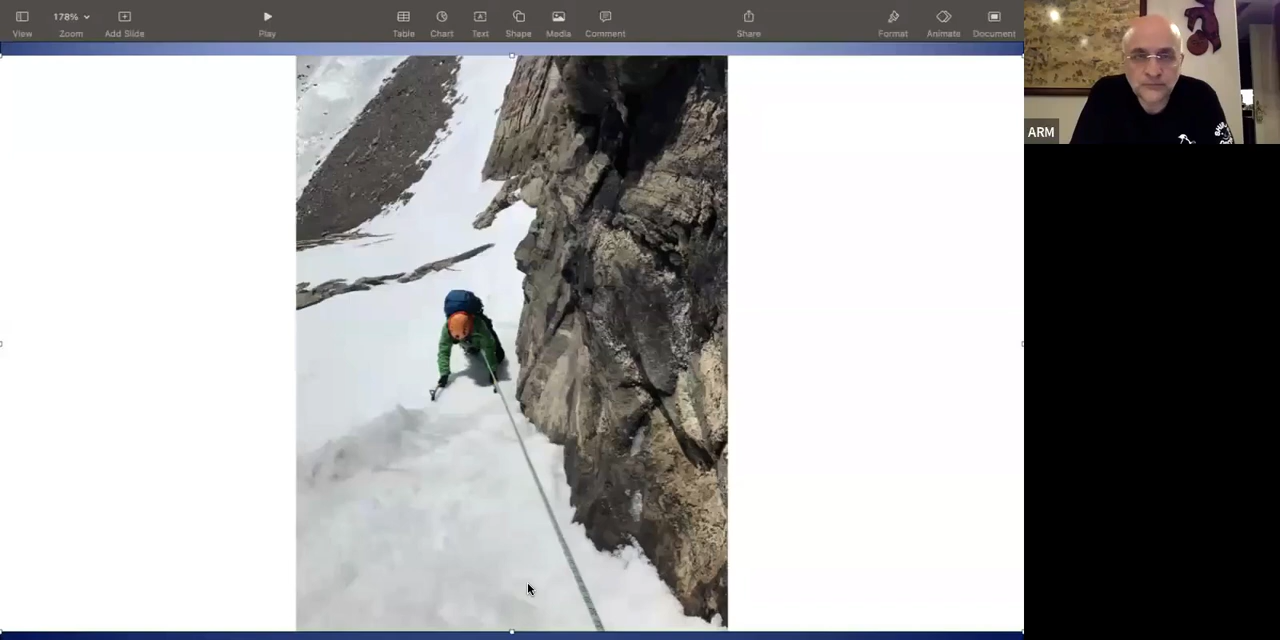 178%
View
Zoom
Add Slide
Play
Table
Chart
Text
Shape
Media
Comment
Share
Format
Animate
Document
ARM